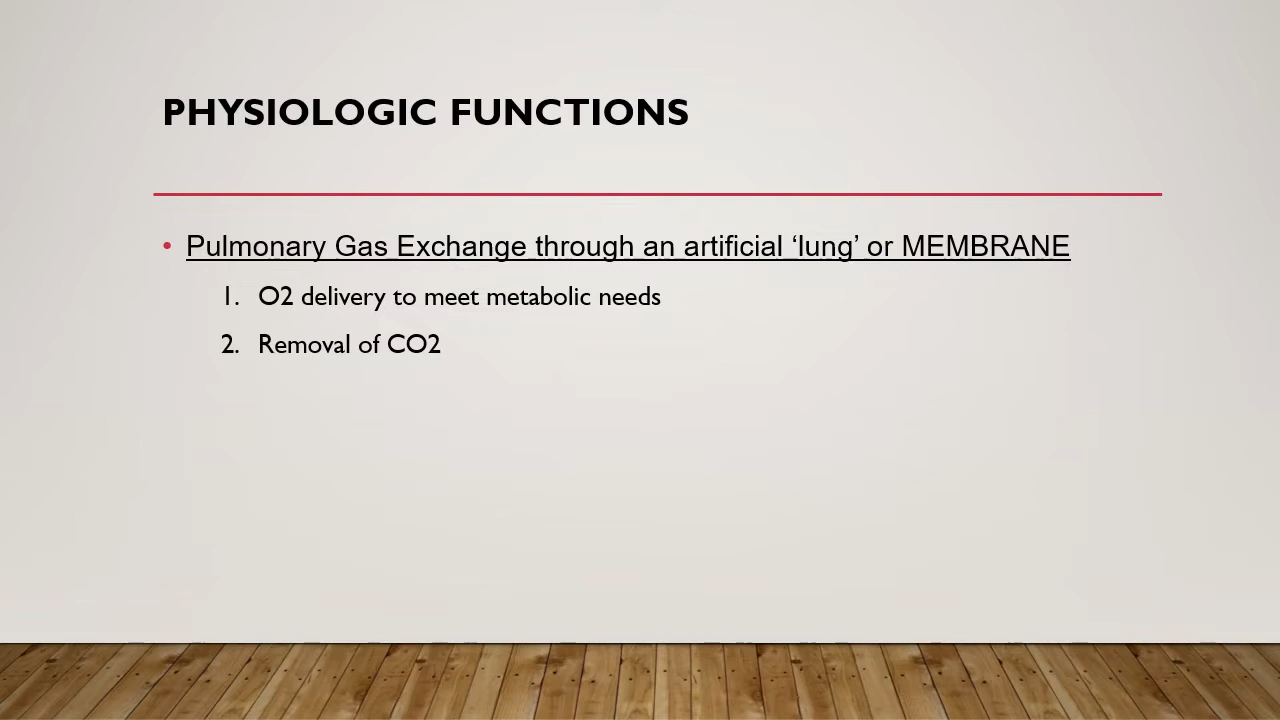 PHYSIOLOGIC FUNCTIONS
• Pulmonary Gas Exchange through an artificial ‘lung’ or MEMBRANE
1. O2 delivery to meet metabolic needs
2. Removal of CO2